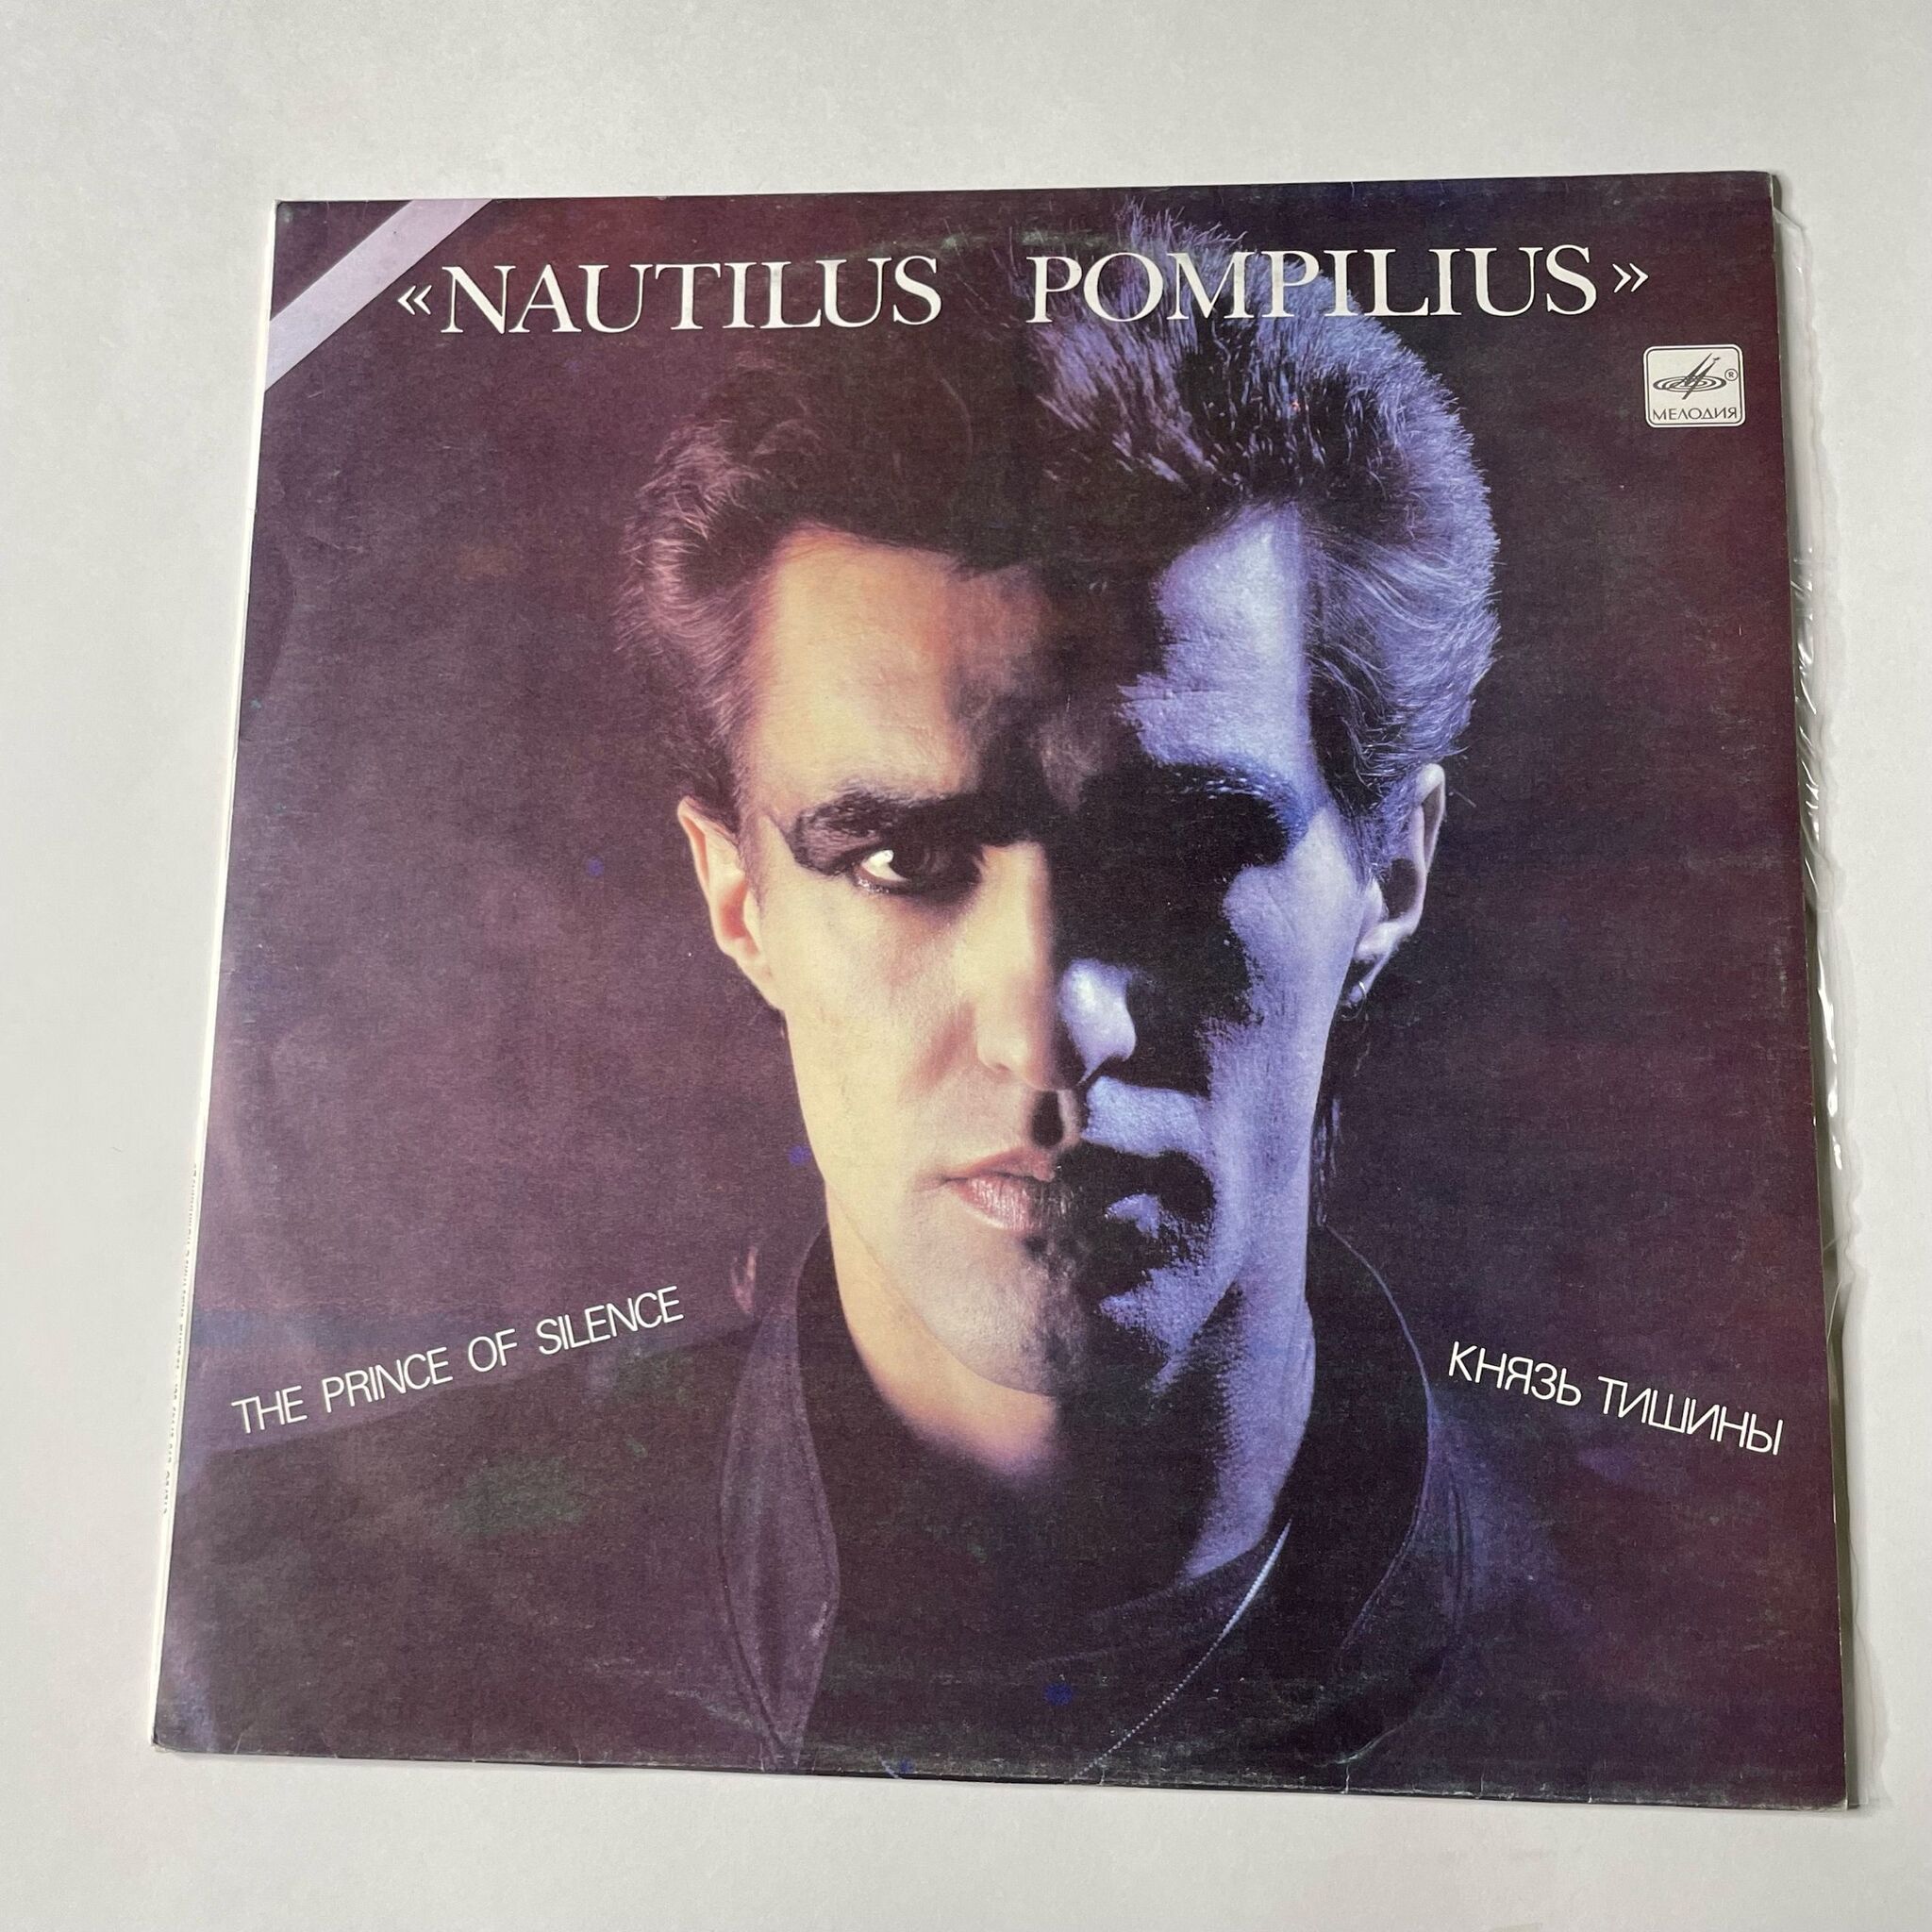 «NAUTILUS POMPILIUS»
®
МЕЛОДИЯ
THE PRINCE OF SILENCE
КНЯЗЬ ТИШИНЫ